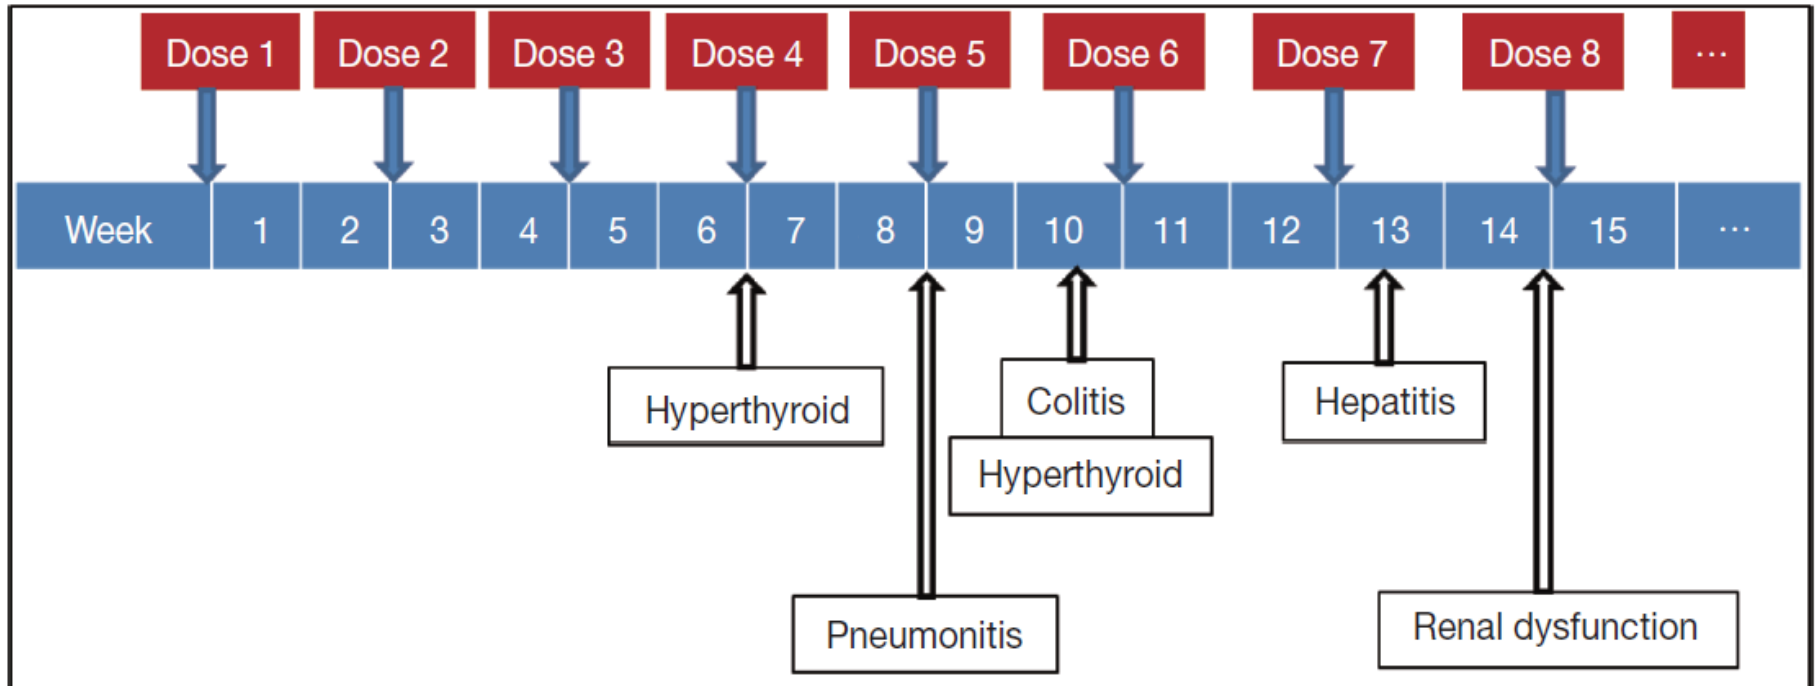 Dose 1 Dose 2 Dose 3 Dose 4 Dose 5 Dose 6 Dose 7 Dose 8 ...
Week 1 2 3 4 5 6 7 8 9 10 11 12 13 14 15 ...
Hyperthyroid
Colitis
Hepatitis
Hyperthyroid
Pneumonitis
Renal dysfunction